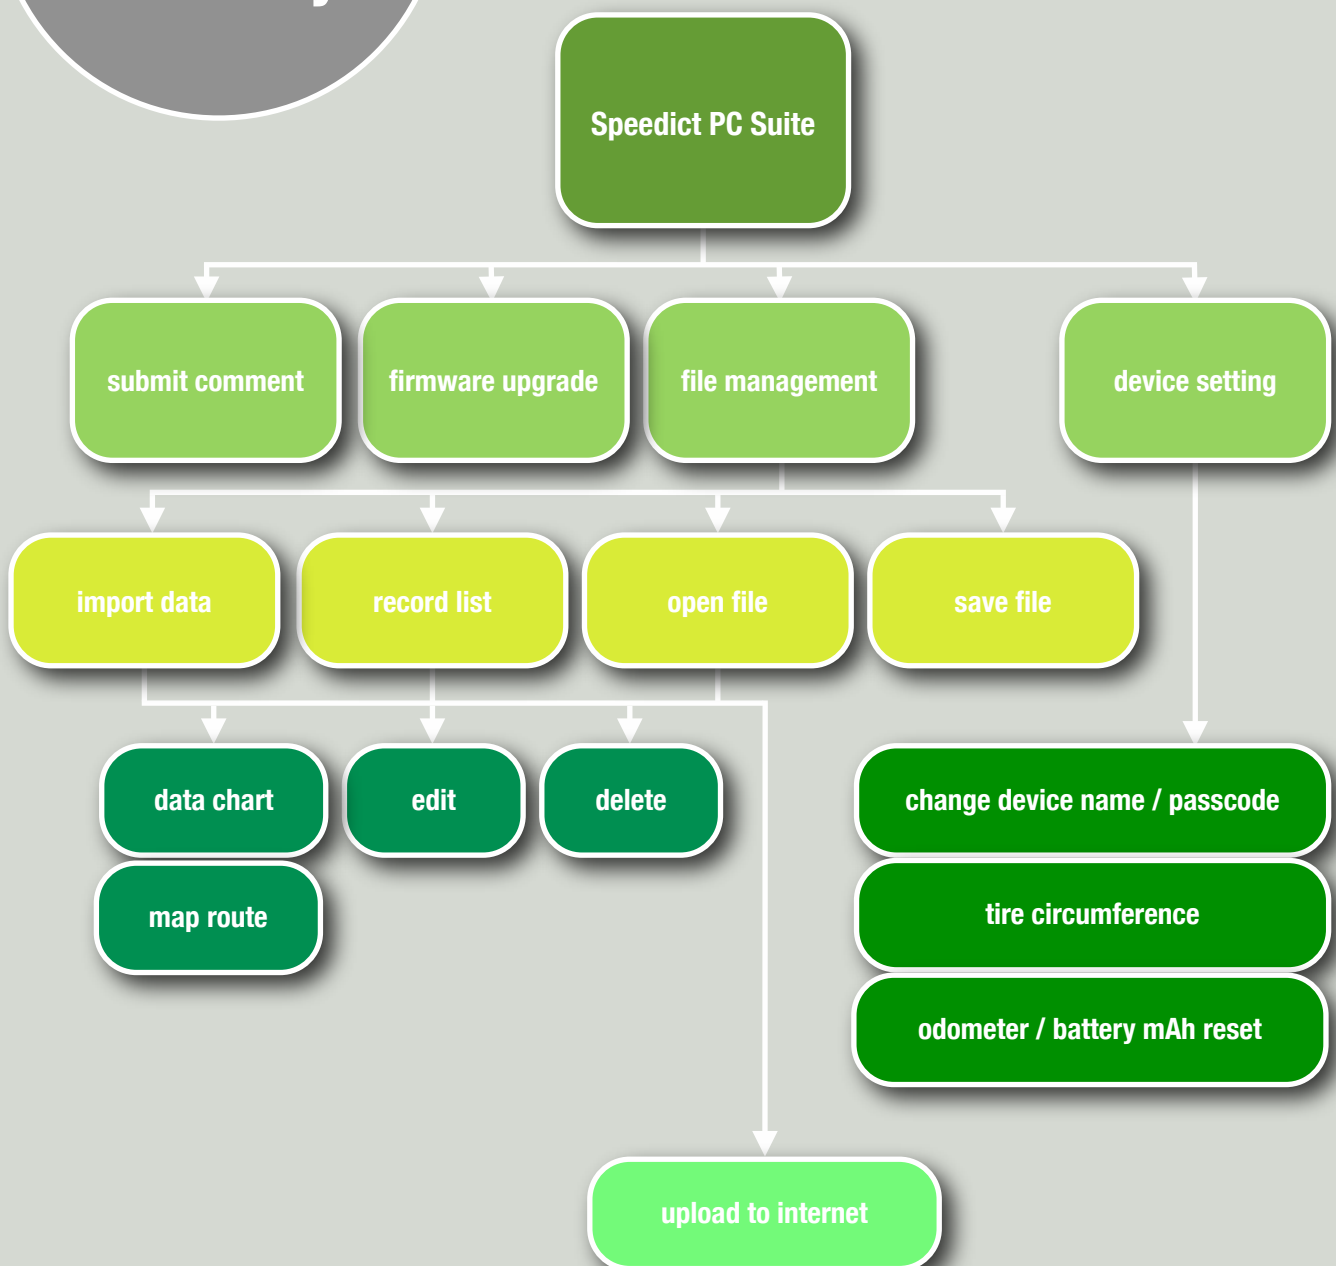 Speedict PC Suite
submit comment
firmware upgrade
file management
device setting
import data
record list
open file
save file
data chart
edit
delete
change device name / passcode
map route
tire circumference
odometer / battery mAh reset
upload to internet